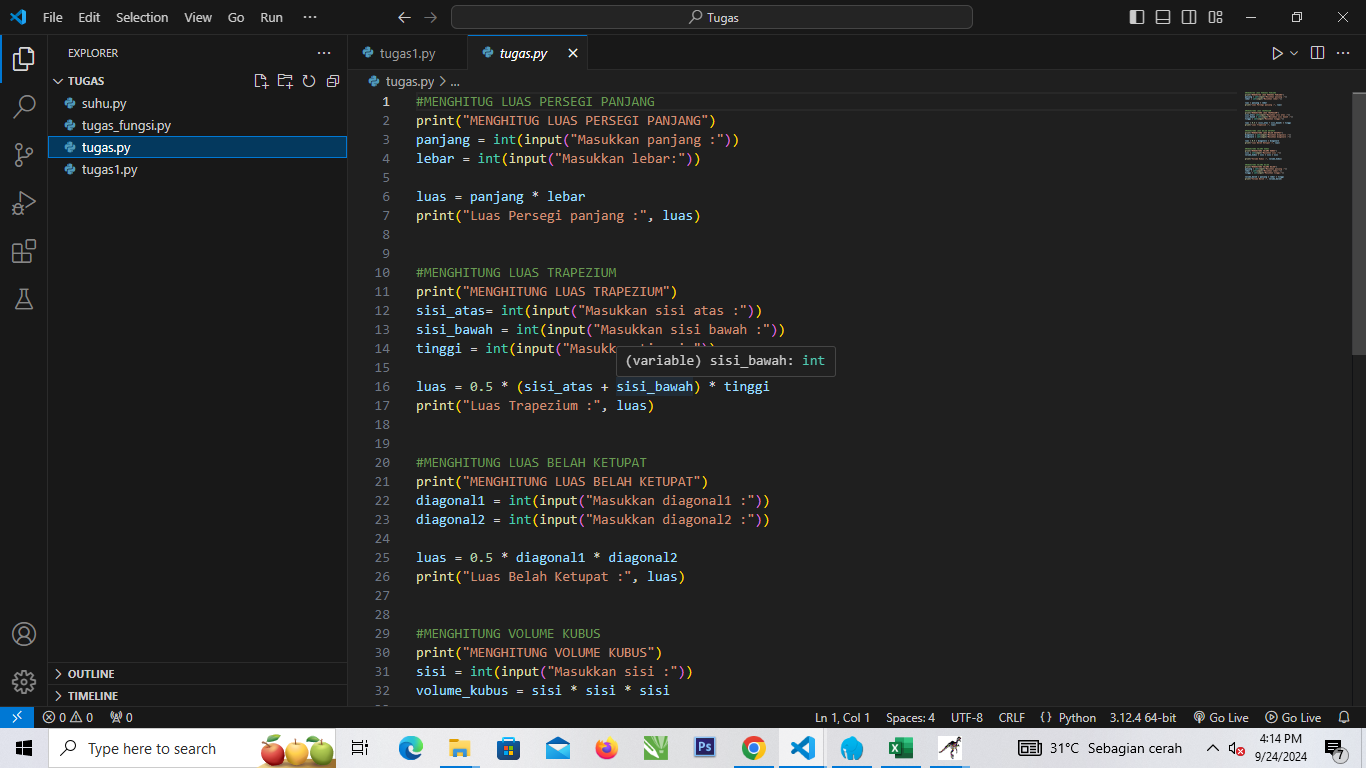 File Edit Selection View Go Run ··· Tugas
EXPLORER ···
TUGAS
suhu.py
tugas_fungsi.py
tugas.py
tugas1.py
OUTLINE
TIMELINE
tugas1.py tugas.py
tugas.py > ...
1 #MENGHITUG LUAS PERSEGI PANJANG
2 print("MENGHITUG LUAS PERSEGI PANJANG")
3 panjang = int(input("Masukkan panjang :"))
4 lebar = int(input("Masukkan lebar:"))
5
6 luas = panjang * lebar
7 print("Luas Persegi panjang :", luas)
8
9
10 #MENGHITUNG LUAS TRAPEZIUM
11 print("MENGHITUNG LUAS TRAPEZIUM")
12 sisi_atas= int(input("Masukkan sisi atas :"))
13 sisi_bawah = int(input("Masukkan sisi bawah :"))
14 tinggi = int(input("Masukk
(variable) sisi_bawah: int
15
16 luas = 0.5 * (sisi_atas + sisi_bawah) * tinggi
17 print("Luas Trapezium :", luas)
18
19
20 #MENGHITUNG LUAS BELAH KETUPAT
21 print("MENGHITUNG LUAS BELAH KETUPAT")
22 diagonal1 = int(input("Masukkan diagonal1 :"))
23 diagonal2 = int(input("Masukkan diagonal2 :"))
24
25 luas = 0.5 * diagonal1 * diagonal2
26 print("Luas Belah Ketupat :", luas)
27
28
29 #MENGHITUNG VOLUME KUBUS
30 print("MENGHITUNG VOLUME KUBUS")
31 sisi = int(input("Masukkan sisi :"))
32 volume_kubus = sisi * sisi * sisi
0 0 0 Ln 1, Col 1 Spaces: 4 UTF-8 CRLF {} Python 3.12.4 64-bit Go Live Go Live
Type here to search Ps 31°C Sebagian cerah 4:14 PM
9/24/2024 7